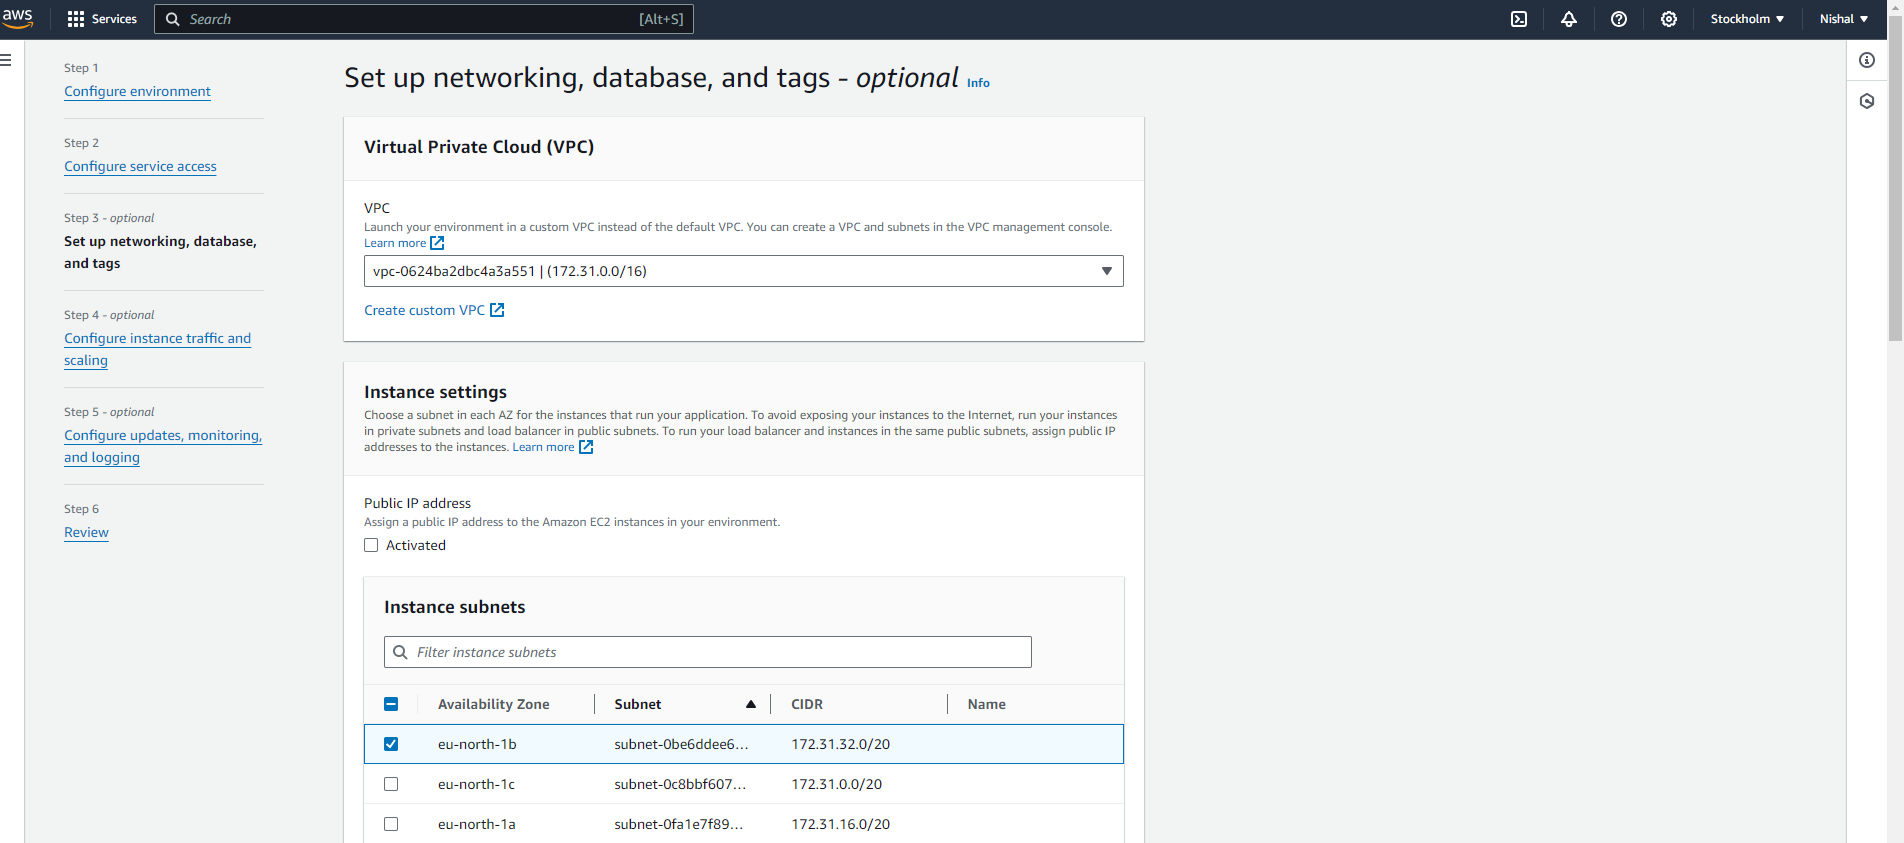 aws
Services
Search
[Alt+S]
Stockholm
Nishal
Step 1
Configure environment
Step 2
Configure service access
Step 3 - optional
Set up networking, database,
and tags
Step 4 - optional
Configure instance traffic and
scaling
Step 5 - optional
Configure updates, monitoring,
and logging
Step 6
Review
Set up networking, database, and tags - optional Info
Virtual Private Cloud (VPC)
VPC
Launch your environment in a custom VPC instead of the default VPC. You can create a VPC and subnets in the VPC management console.
Learn more
vpc-0624ba2dbc4a3a551 | (172.31.0.0/16)
Create custom VPC
Instance settings
Choose a subnet in each AZ for the instances that run your application. To avoid exposing your instances to the Internet, run your instances
in private subnets and load balancer in public subnets. To run your load balancer and instances in the same public subnets, assign public IP
addresses to the instances. Learn more
Public IP address
Assign a public IP address to the Amazon EC2 instances in your environment.
Activated
Instance subnets
Filter instance subnets
Availability Zone Subnet CIDR Name
eu-north-1b subnet-0be6ddee6... 172.31.32.0/20
eu-north-1c subnet-0c8bbf607... 172.31.0.0/20
eu-north-1a subnet-0fa1e7f89... 172.31.16.0/20